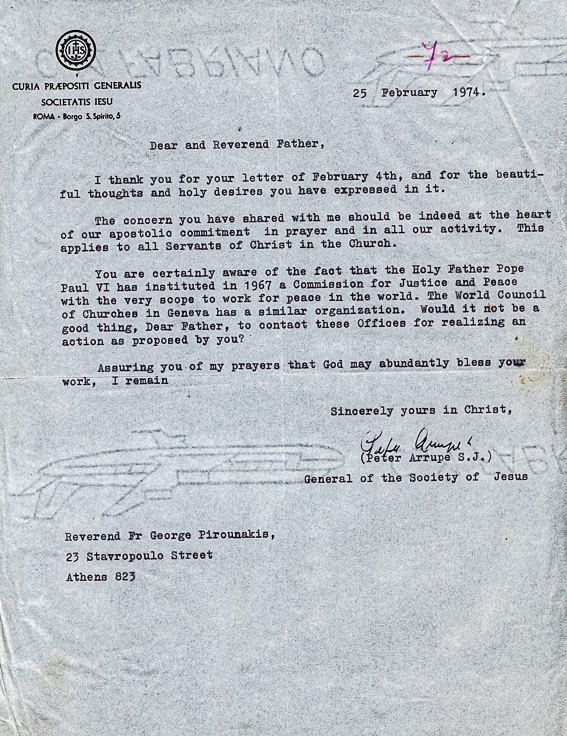 IHS
CURIA PRÆPOSITI GENERALIS
SOCIETATIS IESU
ROMA - Borgo S. Spirito, 5
25 February 1974.
Dear and Reverend Father,
I thank you for your letter of February 4th, and for the beauti-
ful thoughts and holy desires you have expressed in it.
The concern you have shared with me should be indeed at the heart
of our apostolic commitment in prayer and in all our activity. This
applies to all Servants of Christ in the Church.
You are certainly aware of the fact that the Holy Father Pope
Paul VI has instituted in 1967 a Commission for Justice and Peace
with the very scope to work for peace in the world. The World Council
of Churches in Geneva has a similar organization. Would it not be a
good thing, Dear Father, to contact these Offices for realizing an
action as proposed by you?
Assuring you of my prayers that God may abundantly bless your
work, I remain
Sincerely yours in Christ,
Peter Arrupe
(Peter Arrupe S.J.)
General of the Society of Jesus
Reverend Fr George Pirounakis,
23 Stavropoulo Street
Athens 823
FABRIANO